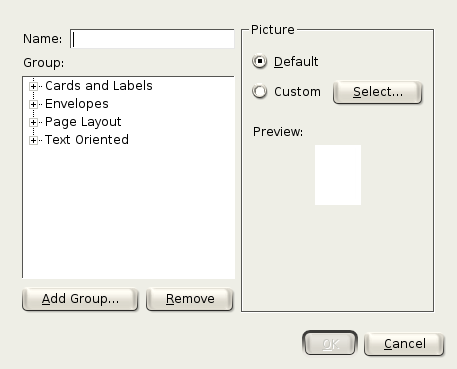 Name:
Group:
Cards and Labels
Envelopes
Page Layout
Text Oriented
Add Group...
Remove
Picture
Default
Custom
Select...
Preview:
OK
Cancel